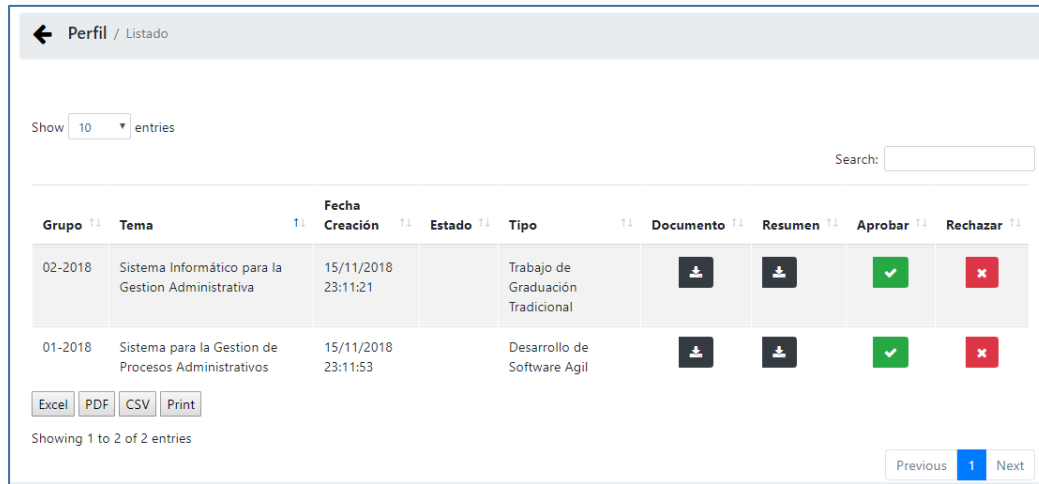 Perfil / Listado
Show 10 entries
Search:
Grupo Tema Fecha Creación Estado Tipo Documento Resumen Aprobar Rechazar
02-2018 Sistema Informático para la Gestion Administrativa 15/11/2018 23:11:21 Trabajo de Graduación Tradicional
01-2018 Sistema para la Gestion de Procesos Administrativos 15/11/2018 23:11:53 Desarrollo de Software Agil
Excel PDF CSV Print
Showing 1 to 2 of 2 entries
Previous 1 Next